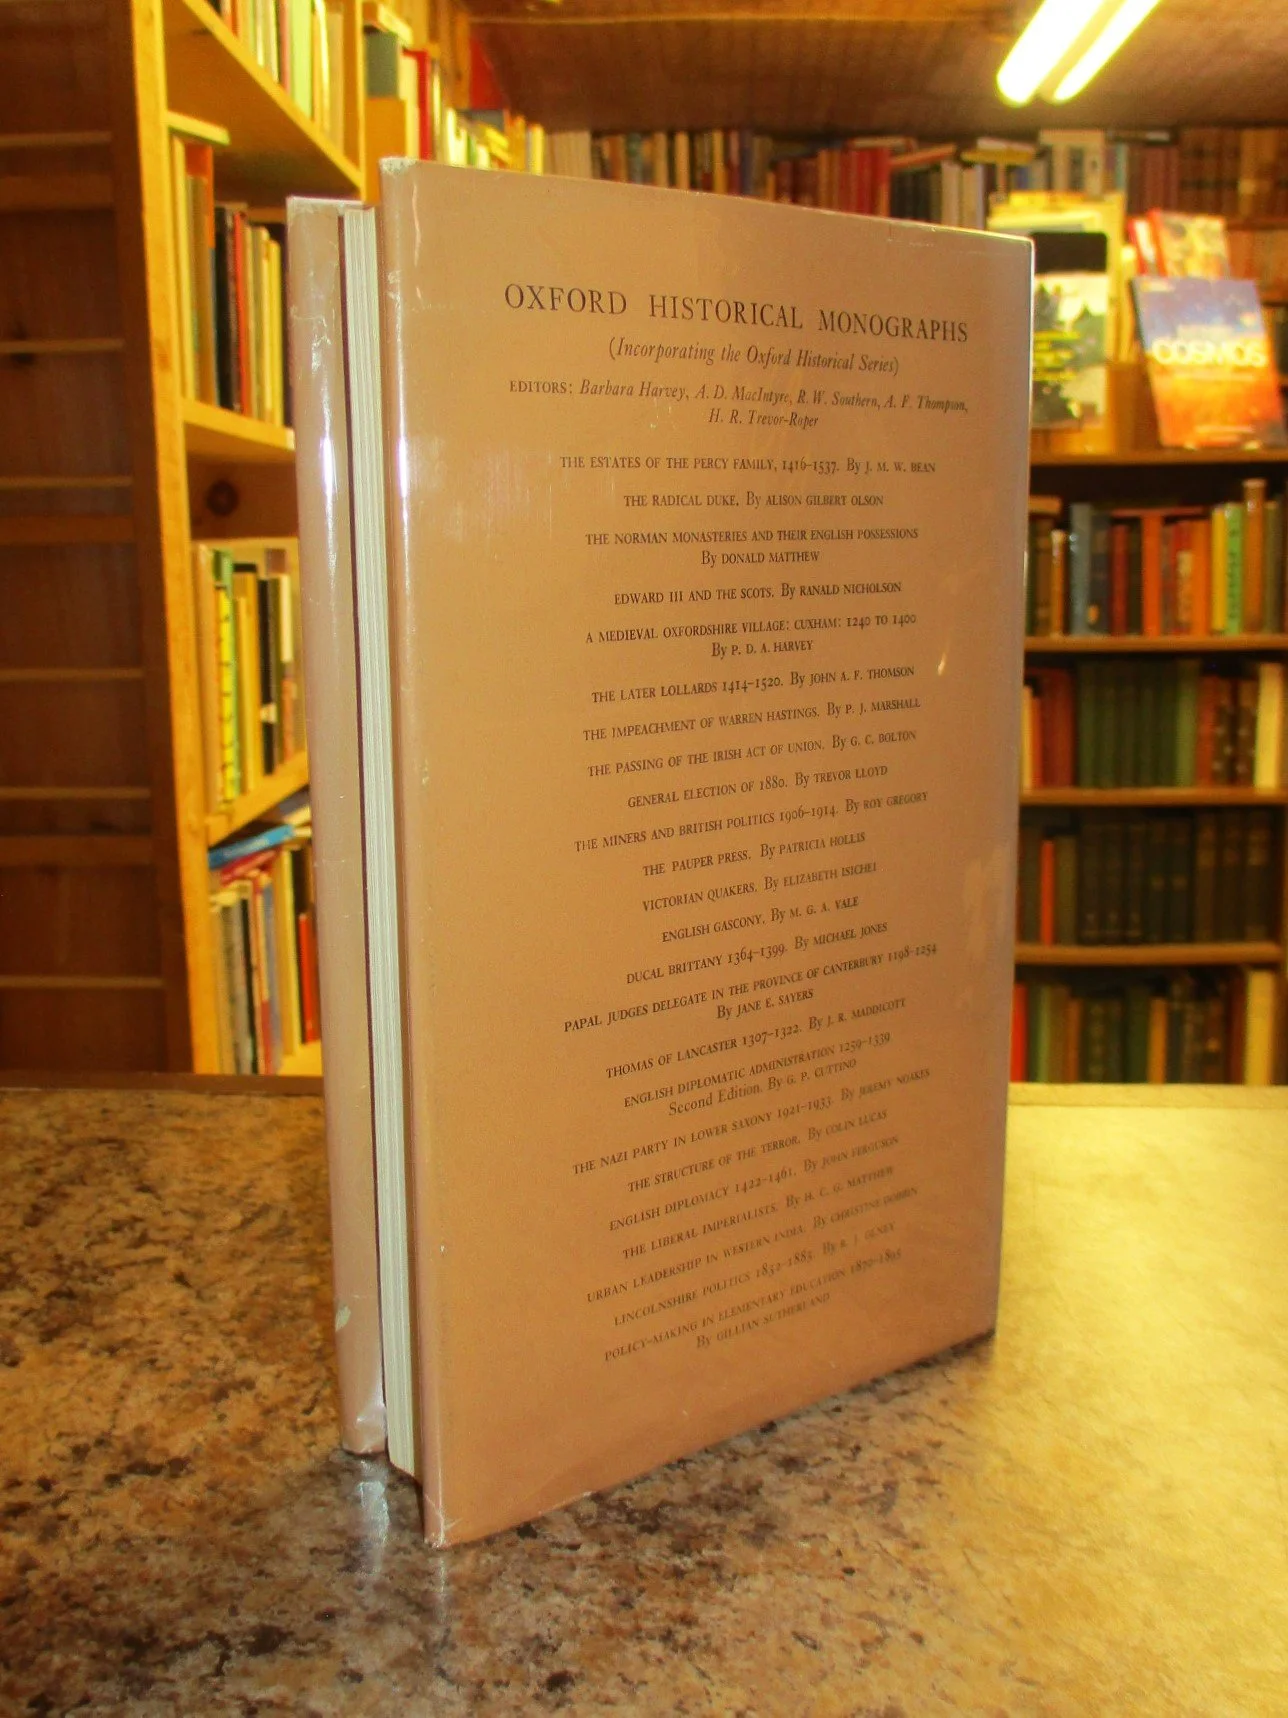 OXFORD HISTORICAL MONOGRAPHS
(Incorporating the Oxford Historical Series)
EDITORS: Barbara Harvey, A. D. MacIntyre, R. W. Southern, A. F. Thompson,
H. R. Trevor-Roper
THE ESTATES OF THE PERCY FAMILY, 1416–1537. By J. M. W. BEAN
THE RADICAL DUKE. By ALISON GILBERT OLSON
THE NORMAN MONASTERIES AND THEIR ENGLISH POSSESSIONS
By DONALD MATTHEW
EDWARD III AND THE SCOTS. By RANALD NICHOLSON
A MEDIEVAL OXFORDSHIRE VILLAGE: CUXHAM: 1240 TO 1400
By P. D. A. HARVEY
THE LATER LOLLARDS 1414–1520. By JOHN A. F. THOMSON
THE IMPEACHMENT OF WARREN HASTINGS. By P. J. MARSHALL
THE PASSING OF THE IRISH ACT OF UNION. By G. C. BOLTON
GENERAL ELECTION OF 1880. By TREVOR LLOYD
THE MINERS AND BRITISH POLITICS 1906–1914. By ROY GREGORY
THE PAUPER PRESS. By PATRICIA HOLLIS
VICTORIAN QUAKERS. By ELIZABETH ISICHEI
ENGLISH GASCONY. By M. G. A. VALE
DUCAL BRITTANY 1364–1399. By MICHAEL JONES
PAPAL JUDGES DELEGATE IN THE PROVINCE OF CANTERBURY 1198–1254
By JANE E. SAYERS
THOMAS OF LANCASTER 1307–1322. By J. R. MADDICOTT
ENGLISH DIPLOMATIC ADMINISTRATION 1259–1339
Second Edition. By G. P. CUTTINO
THE NAZI PARTY IN LOWER SAXONY 1921–1933. By JEREMY NOAKES
THE STRUCTURE OF THE TERROR. By COLIN LUCAS
ENGLISH DIPLOMACY 1422–1461. By JOHN FERGUSON
THE LIBERAL IMPERIALISTS. By H. C. G. MATTHEW
URBAN LEADERSHIP IN WESTERN INDIA. By CHRISTINE DOBBIN
LINCOLNSHIRE POLITICS 1832–1885. By R. J. OLNEY
POLICY-MAKING IN ELEMENTARY EDUCATION 1870–1895
By GILLIAN SUTHERLAND
COSMOS